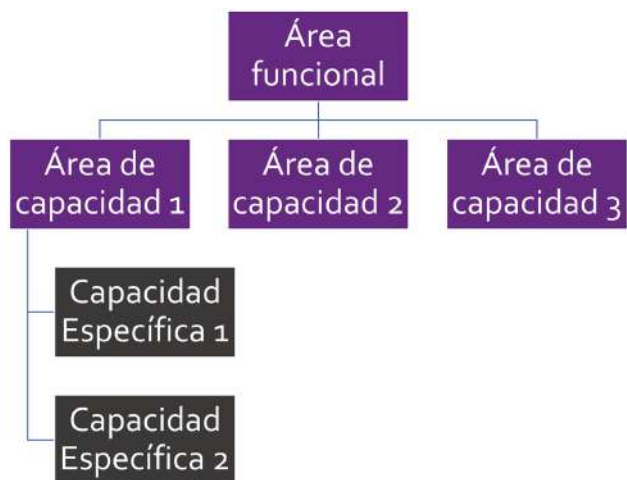 Área
funcional
Área de
capacidad 1
Área de
capacidad 2
Área de
capacidad 3
Capacidad
Específica 1
Capacidad
Específica 2